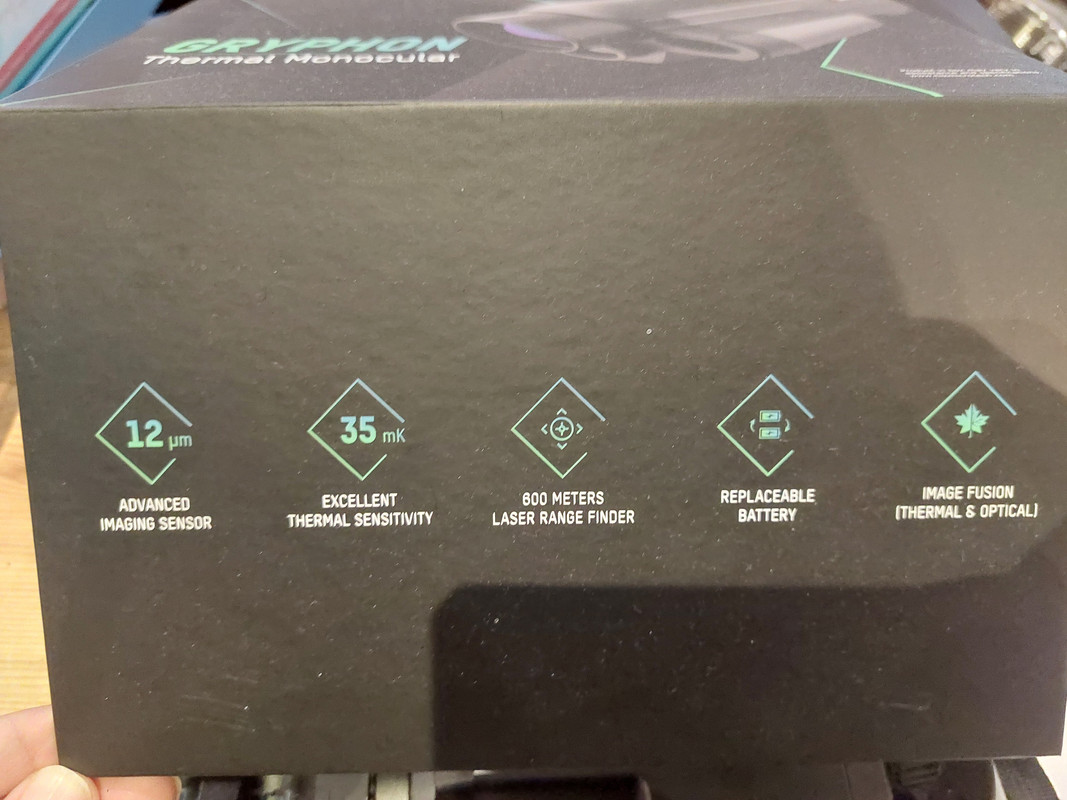 GRYPHON
Thermal Monocular
12 µm
ADVANCED
IMAGING SENSOR
35 mK
EXCELLENT
THERMAL SENSITIVITY
600 METERS
LASER RANGE FINDER
REPLACEABLE
BATTERY
IMAGE FUSION
(THERMAL & OPTICAL)